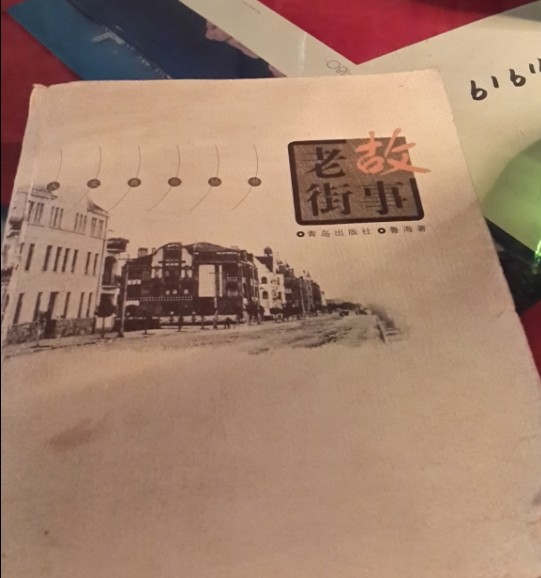 老故
街事
青岛出版社 鲁海著